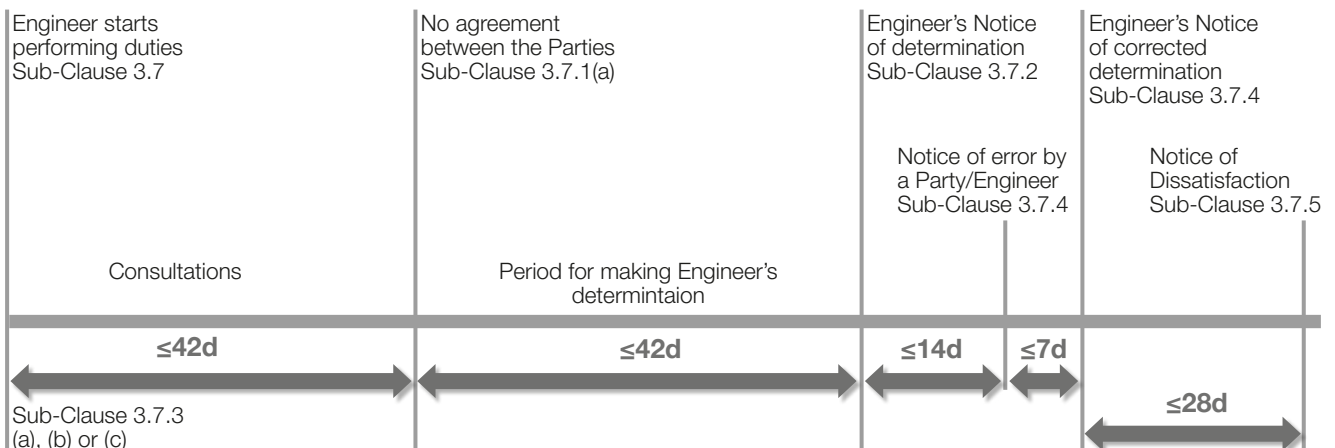 Engineer starts
performing duties
Sub-Clause 3.7
No agreement
between the Parties
Sub-Clause 3.7.1(a)
Engineer’s Notice
of determination
Sub-Clause 3.7.2
Engineer’s Notice
of corrected
determination
Sub-Clause 3.7.4
Notice of error by
a Party/Engineer
Sub-Clause 3.7.4
Notice of
Dissatisfaction
Sub-Clause 3.7.5
Consultations
Period for making Engineer’s
determintaion
≤42d
≤42d
≤14d
≤7d
≤28d
Sub-Clause 3.7.3
(a), (b) or (c)